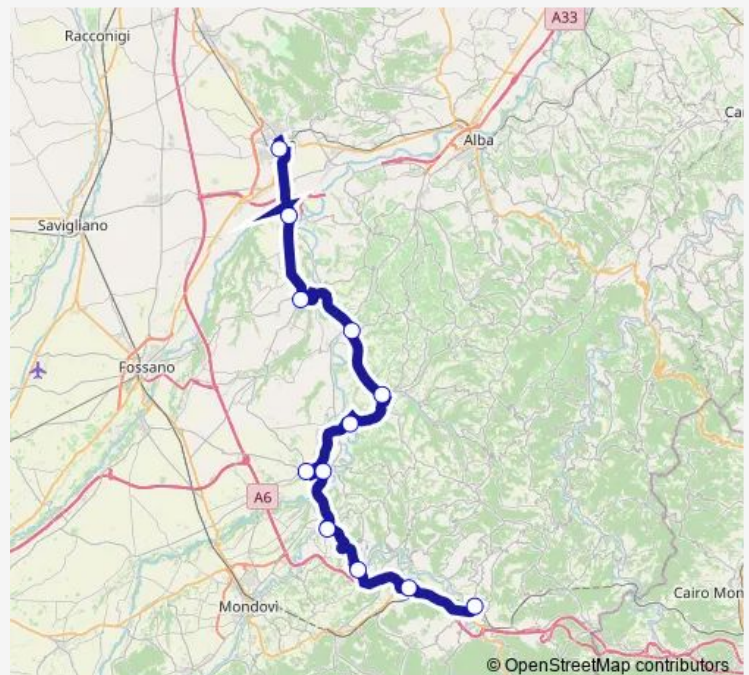 A33
Racconigi
Alba
Ca
Savigliano
Fossano
A6
Mondovì
Cairo Mon
© OpenStreetMap contributors